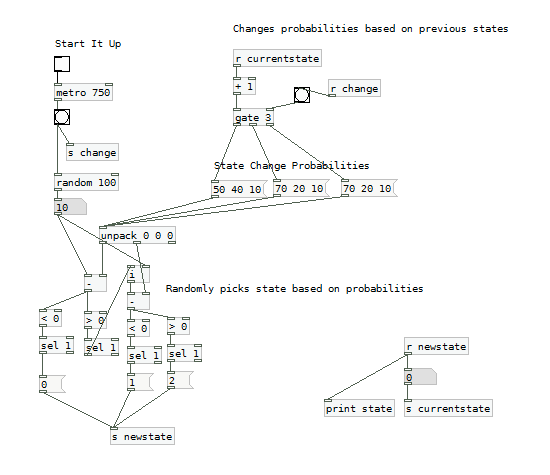 Changes probabilities based on previous states
Start It Up
r currentstate
metro 750
+ 1
r change
gate 3
s change
State Change Probabilities
random 100
50 40 10
70 20 10
70 20 10
10
unpack 0 0 0
-
i
Randomly picks state based on probabilities
-
< 0
> 0
< 0
> 0
sel 1
sel 1
sel 1
sel 1
r newstate
0
0
1
2
print state
s currentstate
s newstate